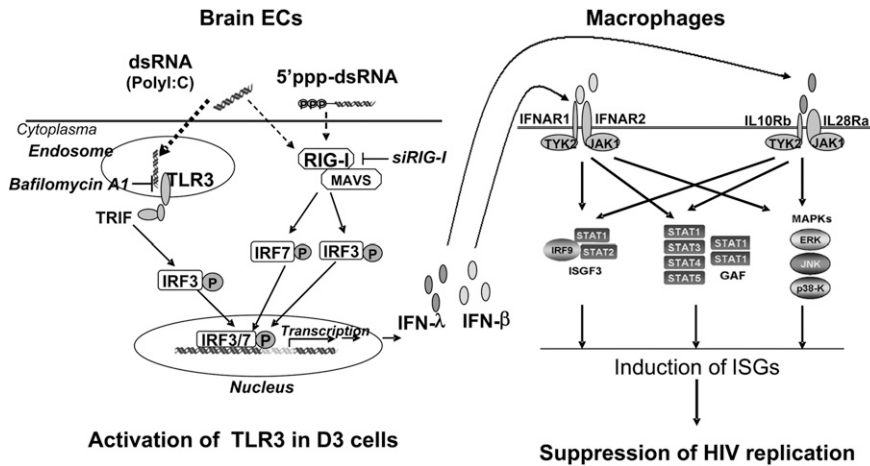 Brain ECs
Macrophages
dsRNA
(PolyI:C)
5'ppp-dsRNA
PPP
Cytoplasma
Endosome
Bafilomycin A1
TLR3
TRIF
RIG-I
siRIG-I
MAVS
IRF7
P
IRF3
P
IRF3
P
IRF3/7
P
Transcription
Nucleus
IFN-λ
IFN-β
Activation of TLR3 in D3 cells
IFNAR1
IFNAR2
TYK2
JAK1
IL10Rb
IL28Ra
TYK2
JAK1
STAT1
IRF9
STAT2
ISGF3
STAT1
STAT3
STAT4
STAT5
STAT1
STAT1
GAF
MAPKs
ERK
JNK
p38-K
Induction of ISGs
Suppression of HIV replication